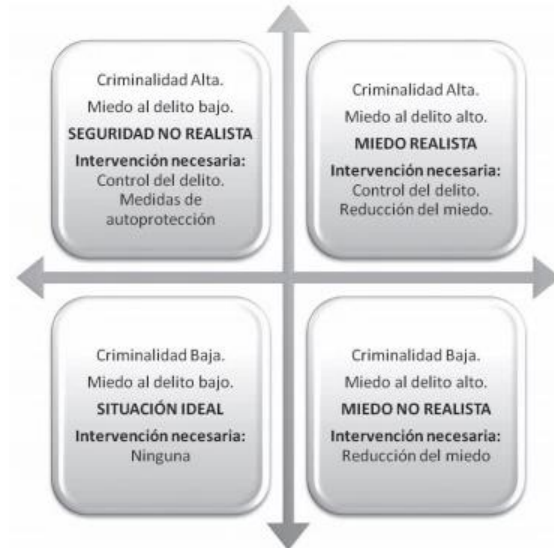 Criminalidad Alta.
Miedo al delito bajo.
SEGURIDAD NO REALISTA
Intervención necesaria:
Control del delito.
Medidas de
autoprotección
Criminalidad Alta.
Miedo al delito alto.
MIEDO REALISTA
Intervención necesaria:
Control del delito.
Reducción del miedo.
Criminalidad Baja.
Miedo al delito bajo.
SITUACIÓN IDEAL
Intervención necesaria:
Ninguna
Criminalidad Baja.
Miedo al delito alto.
MIEDO NO REALISTA
Intervención necesaria:
Reducción del miedo